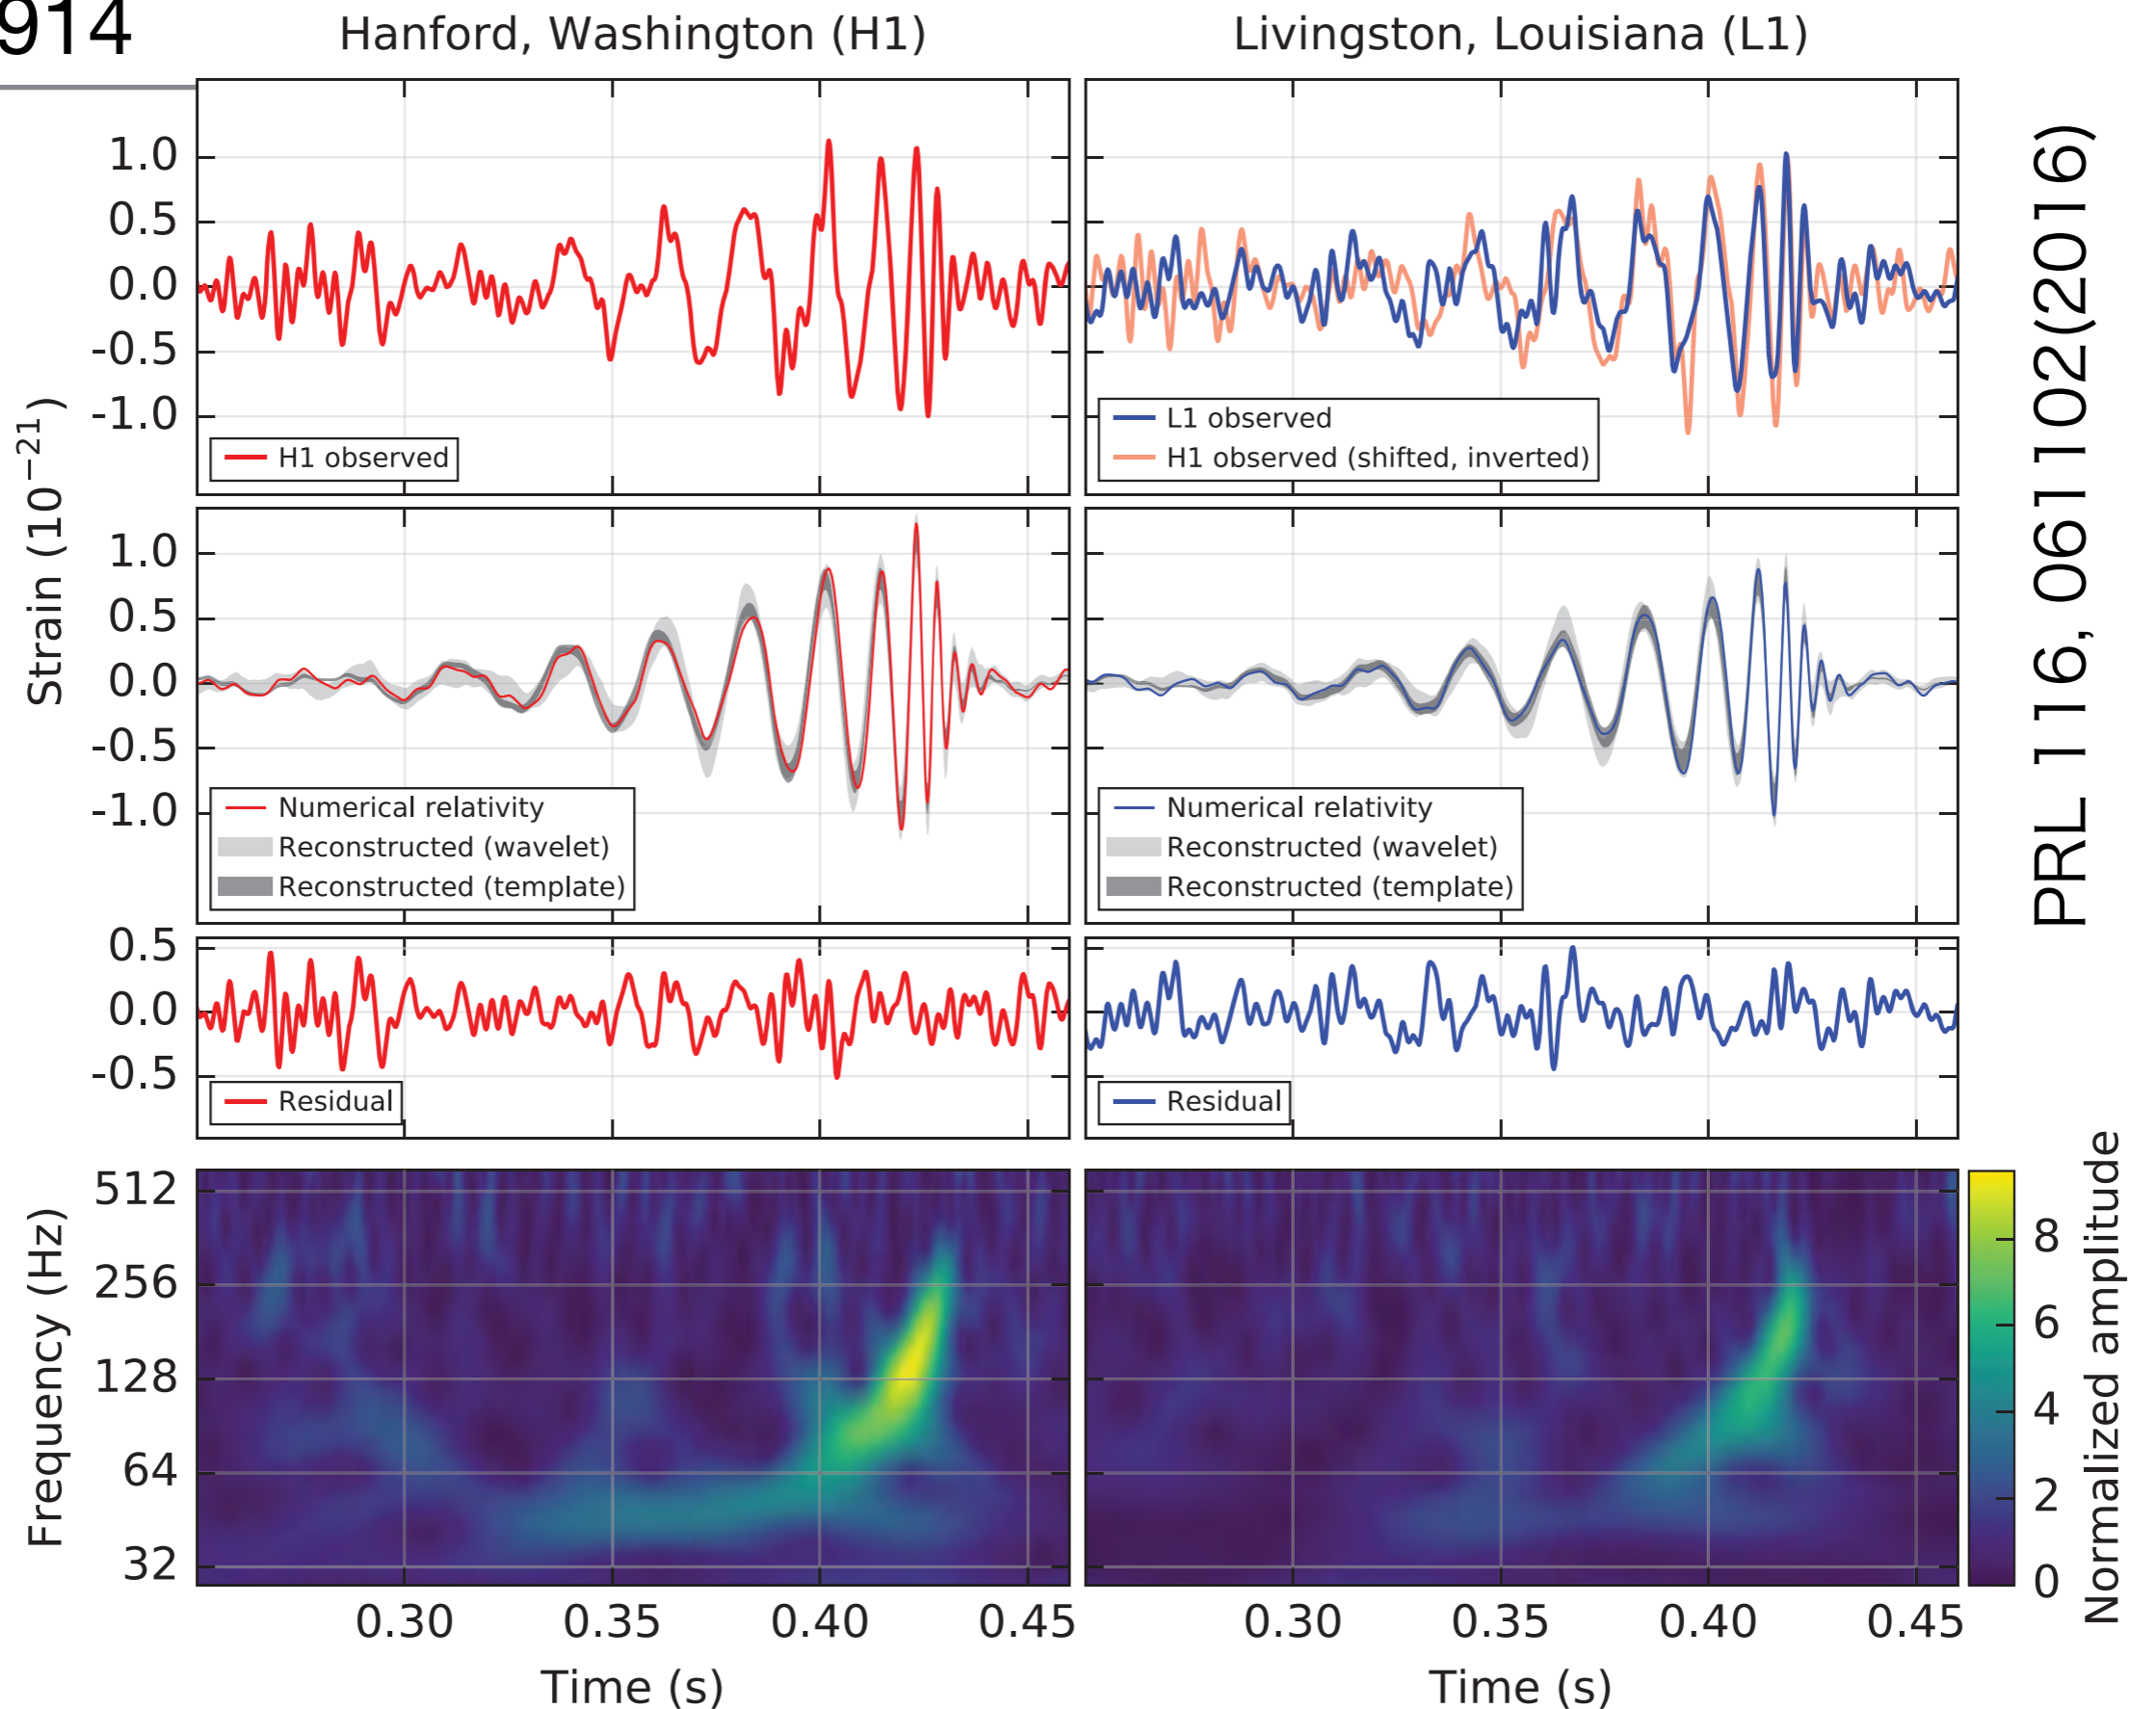 914
Hanford, Washington (H1)
Livingston, Louisiana (L1)
Strain (10⁻²¹)
1.0
0.5
0.0
-0.5
-1.0
H1 observed
L1 observed
H1 observed (shifted, inverted)
1.0
0.5
0.0
-0.5
-1.0
Numerical relativity
Reconstructed (wavelet)
Reconstructed (template)
Numerical relativity
Reconstructed (wavelet)
Reconstructed (template)
0.5
0.0
-0.5
Residual
Residual
Frequency (Hz)
512
256
128
64
32
0.30 0.35 0.40 0.45
0.30 0.35 0.40 0.45
Time (s)
Time (s)
8
6
4
2
0
Normalized amplitude
PRL 116, 061102(2016)